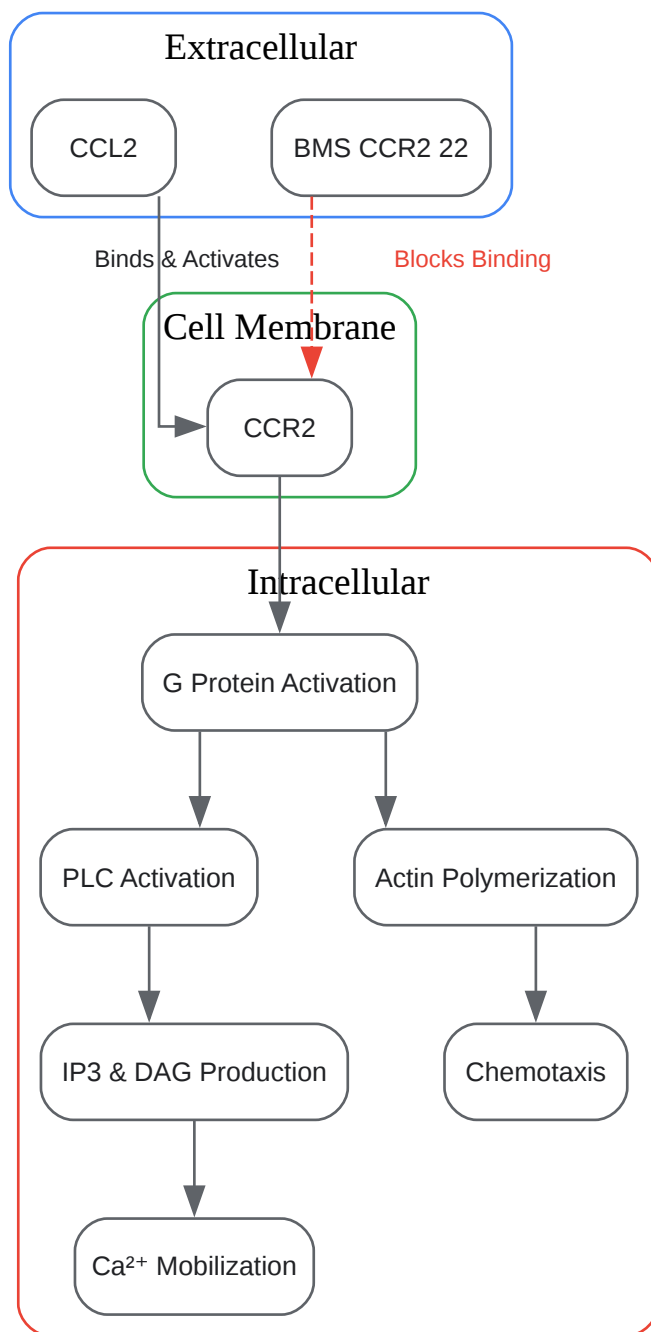 Extracellular
CCL2
BMS CCR2 22
Binds & Activates
Blocks Binding
Cell Membrane
CCR2
Intracellular
G Protein Activation
PLC Activation
Actin Polymerization
IP3 & DAG Production
Chemotaxis
Ca²⁺ Mobilization